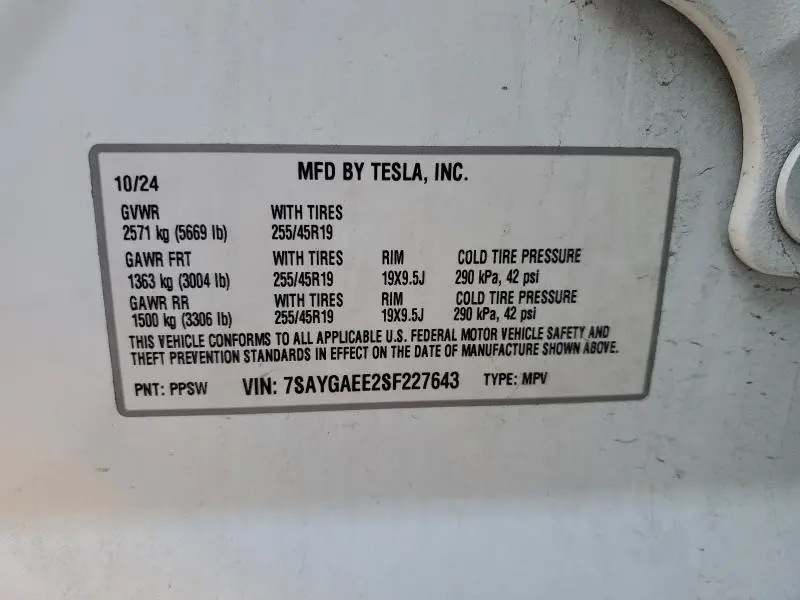 MFD BY TESLA, INC.
10/24
GVWR WITH TIRES
2571 kg (5669 lb) 255/45R19
GAWR FRT WITH TIRES RIM COLD TIRE PRESSURE
1363 kg (3004 lb) 255/45R19 19X9.5J 290 kPa, 42 psi
GAWR RR WITH TIRES RIM COLD TIRE PRESSURE
1500 kg (3306 lb) 255/45R19 19X9.5J 290 kPa, 42 psi
THIS VEHICLE CONFORMS TO ALL APPLICABLE U.S. FEDERAL MOTOR VEHICLE SAFETY AND
THEFT PREVENTION STANDARDS IN EFFECT ON THE DATE OF MANUFACTURE SHOWN ABOVE.
PNT: PPSW VIN: 7SAYGAEE2SF227643 TYPE: MPV